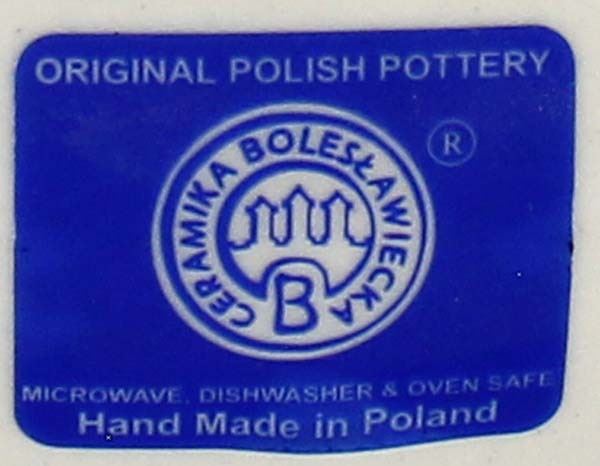 ORIGINAL POLISH POTTERY
®
CERAMIKA BOLESŁAWIECKA
B
MICROWAVE, DISHWASHER & OVEN SAFE
Hand Made in Poland